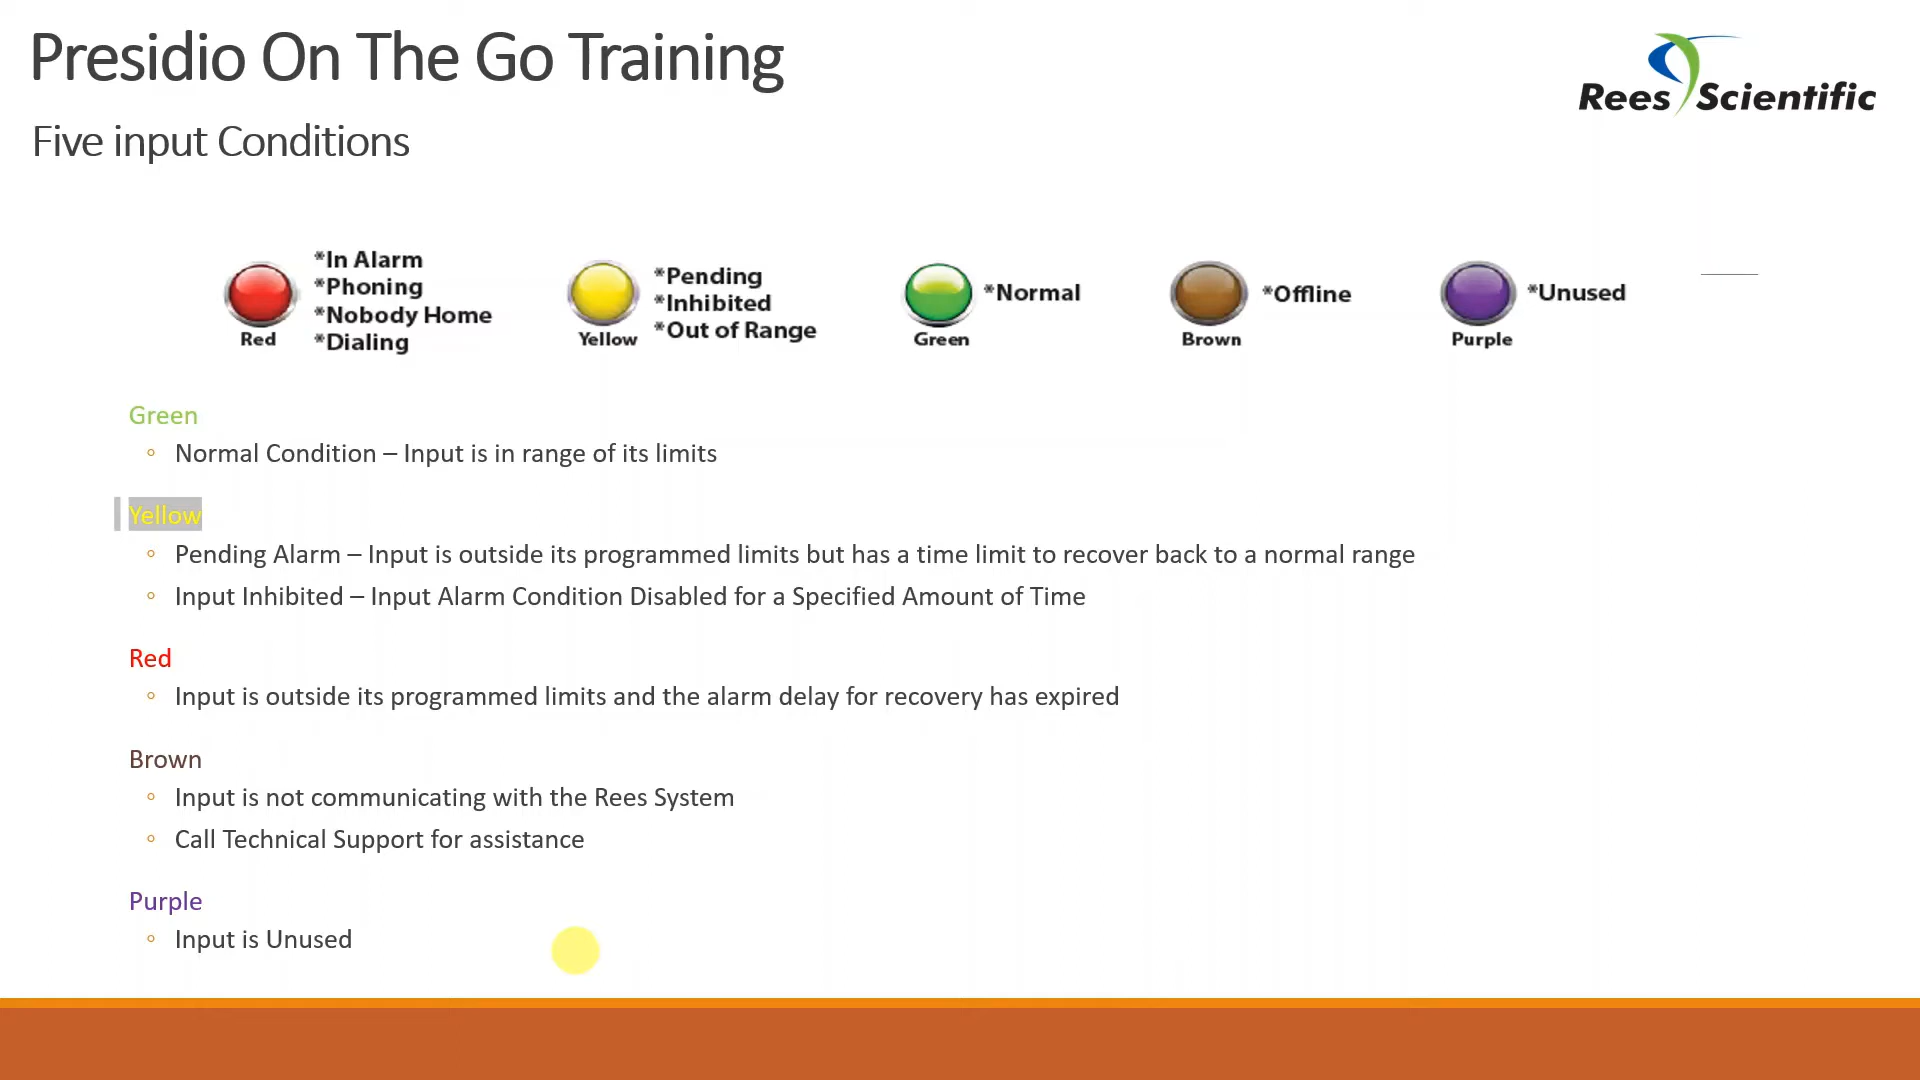 Presidio On The Go Training
Rees Scientific
Five input Conditions
*In Alarm
*Phoning
*Nobody Home
*Dialing
Red
*Pending
*Inhibited
*Out of Range
Yellow
*Normal
Green
*Offline
Brown
*Unused
Purple
Green
◦ Normal Condition – Input is in range of its limits
Yellow
◦ Pending Alarm – Input is outside its programmed limits but has a time limit to recover back to a normal range
◦ Input Inhibited – Input Alarm Condition Disabled for a Specified Amount of Time
Red
◦ Input is outside its programmed limits and the alarm delay for recovery has expired
Brown
◦ Input is not communicating with the Rees System
◦ Call Technical Support for assistance
Purple
◦ Input is Unused